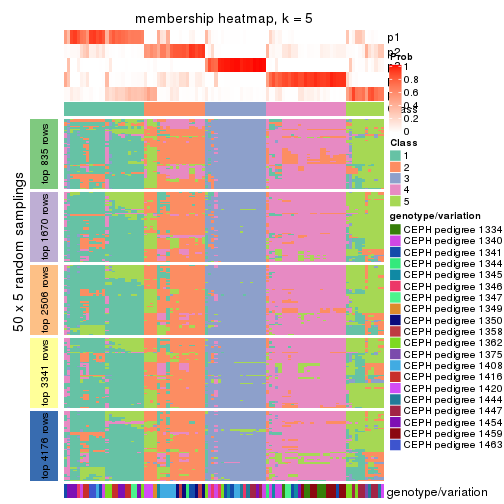 membership heatmap, k = 5
p1
p2
Prob
1
0.8
0.6
0.4
0.2
0
Class
1
2
3
4
5
genotype/variation
CEPH pedigree 1334
CEPH pedigree 1340
CEPH pedigree 1341
CEPH pedigree 1344
CEPH pedigree 1345
CEPH pedigree 1346
CEPH pedigree 1347
CEPH pedigree 1349
CEPH pedigree 1350
CEPH pedigree 1358
CEPH pedigree 1362
CEPH pedigree 1375
CEPH pedigree 1408
CEPH pedigree 1416
CEPH pedigree 1420
CEPH pedigree 1444
CEPH pedigree 1447
CEPH pedigree 1454
CEPH pedigree 1459
CEPH pedigree 1463
50 x 5 random samplings
top 835 rows
top 1670 rows
top 2506 rows
top 3341 rows
top 4176 rows
genotype/variation